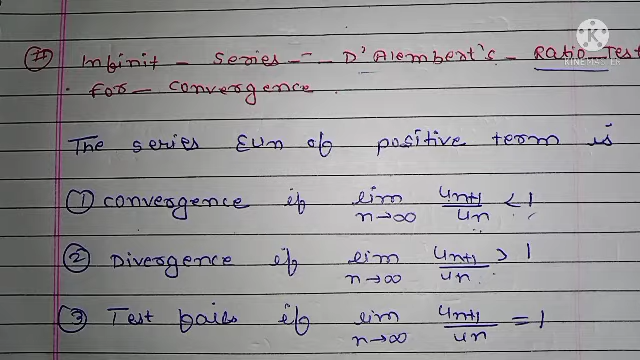 # Infinit - Series - - D'Alembert's - Ratio Test
KINEMASTER
for - convergence
The series Σun of positive term is
① convergence if lim n→∞ un+1/un < 1
② Divergence if lim n→∞ un+1/un > 1
③ Test fails if lim n→∞ un+1/un = 1